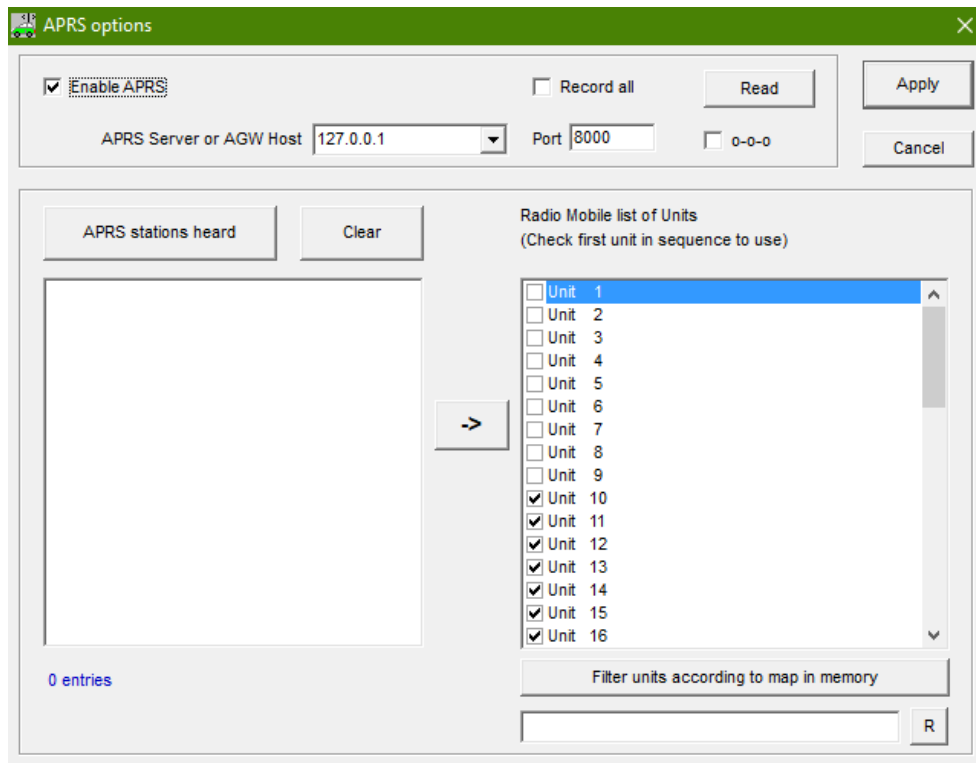 APRS options
Enable APRS
Record all
Read
Apply
APRS Server or AGW Host 127.0.0.1
Port 8000
o-o-o
Cancel
APRS stations heard
Clear
Radio Mobile list of Units
(Check first unit in sequence to use)
Unit 1
Unit 2
Unit 3
Unit 4
Unit 5
Unit 6
Unit 7
Unit 8
Unit 9
Unit 10
Unit 11
Unit 12
Unit 13
Unit 14
Unit 15
Unit 16
->
0 entries
Filter units according to map in memory
R